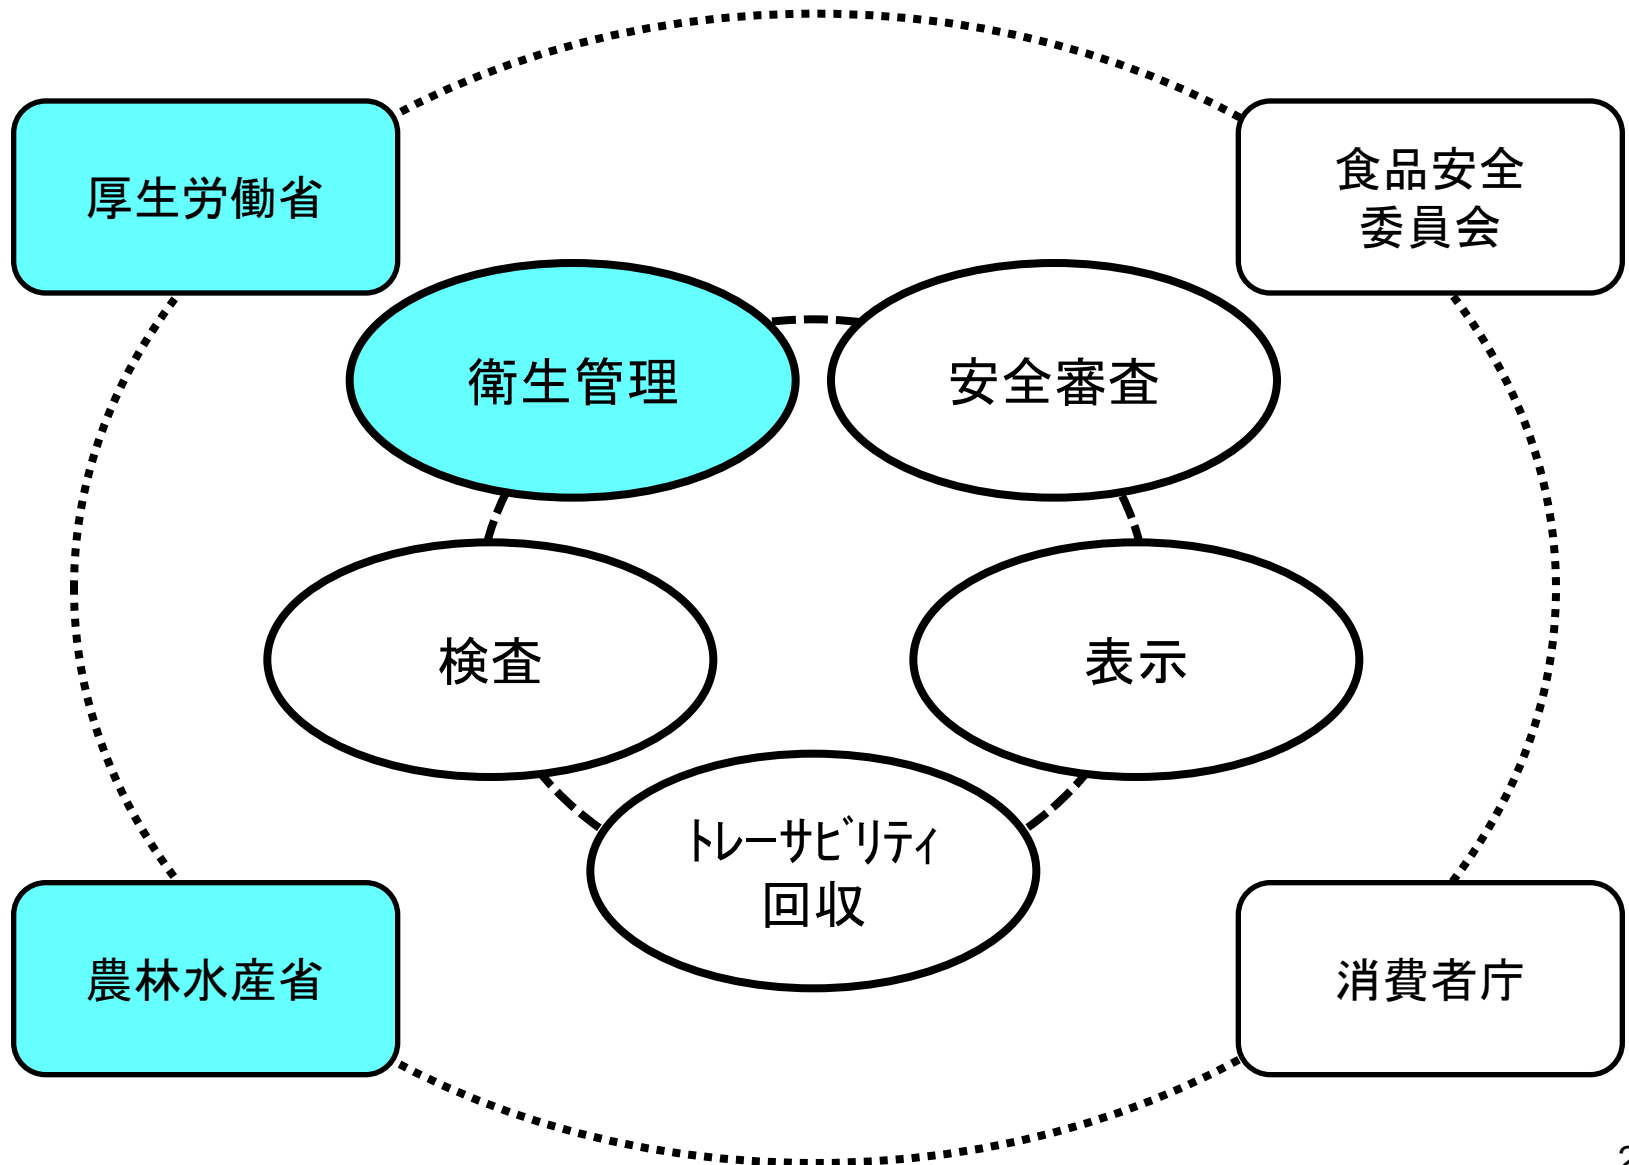 厚生労働省
食品安全
委員会
衛生管理
安全審査
検査
表示
ﾄﾚｰｻﾋﾞﾘﾃｨ
回収
農林水産省
消費者庁